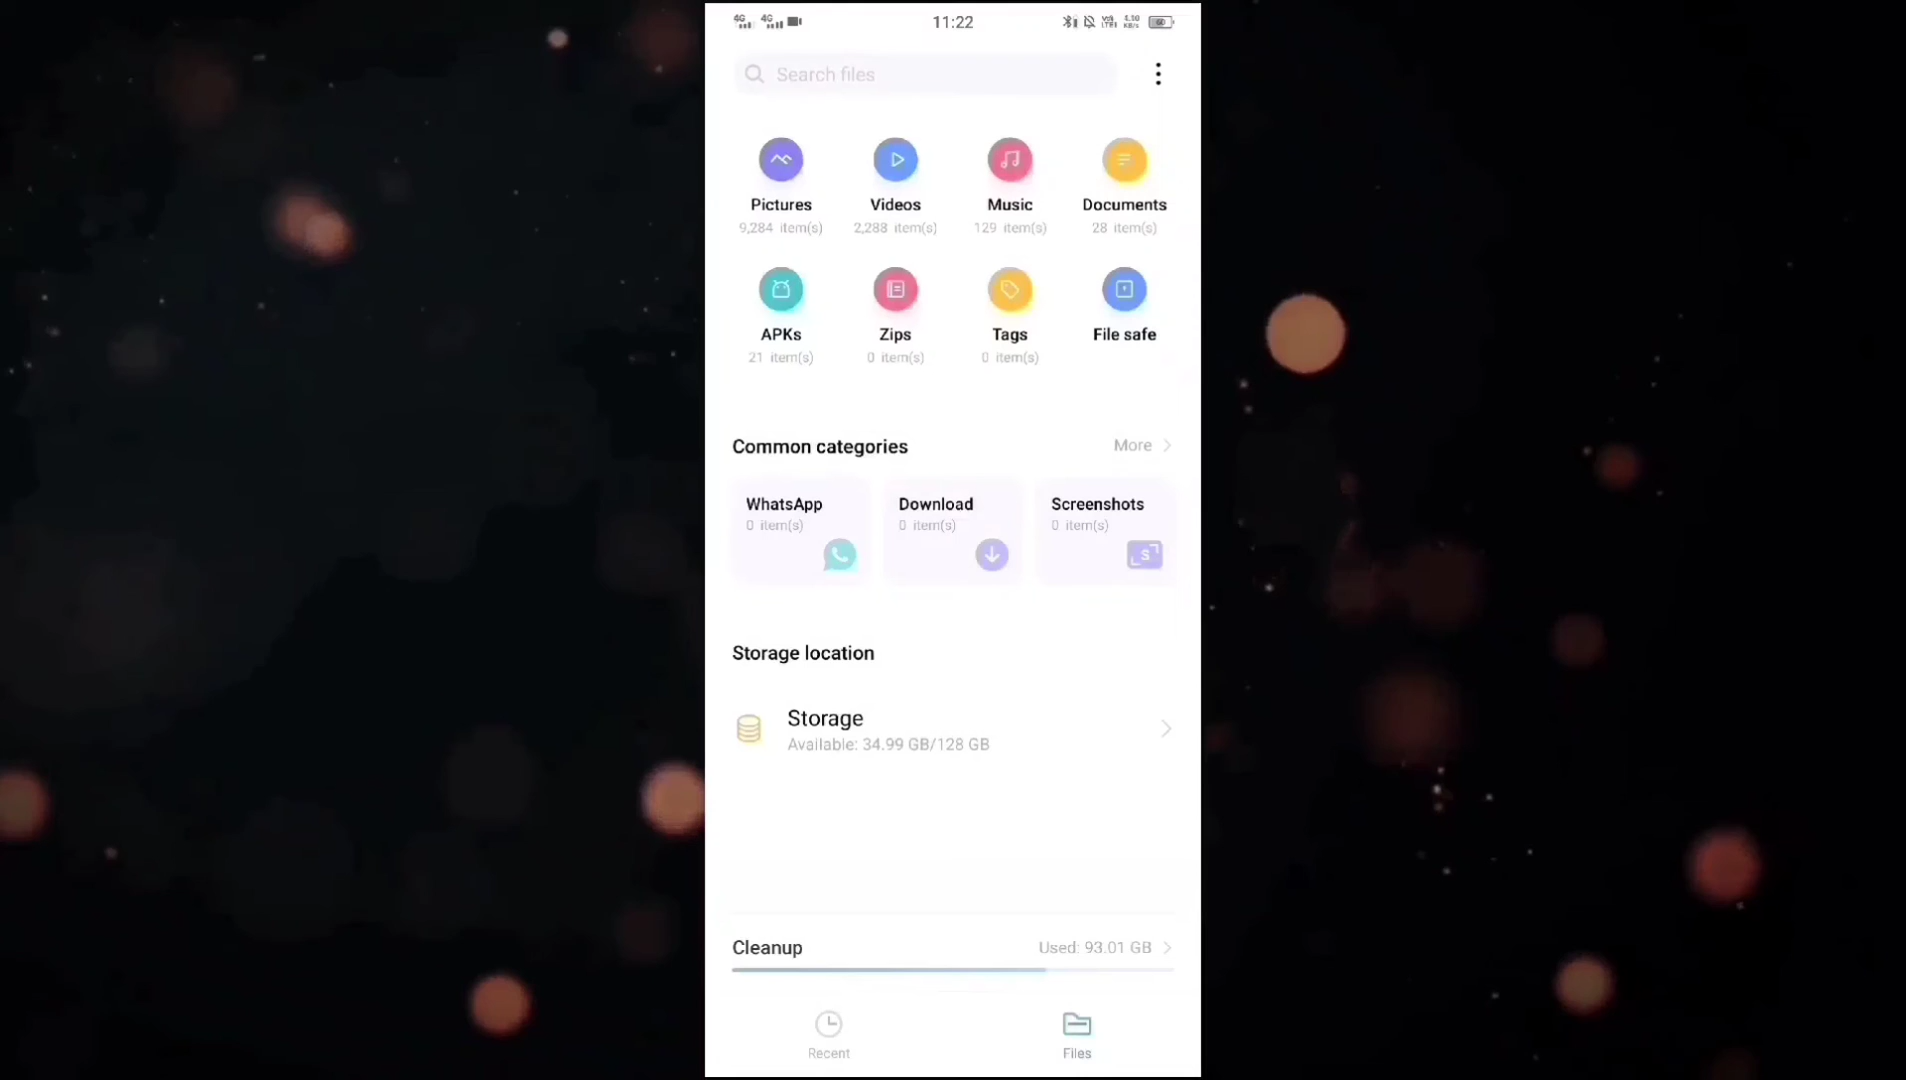 4G 4G 11:22 60
Search files
Pictures Videos Music Documents
9,284 item(s) 2,288 item(s) 129 item(s) 28 item(s)
APKs Zips Tags File safe
21 item(s) 0 item(s) 0 item(s)
Common categories More
WhatsApp Download Screenshots
0 item(s) 0 item(s) 0 item(s)
S
Storage location
Storage
Available: 34.99 GB/128 GB
Cleanup Used: 93.01 GB
Recent Files